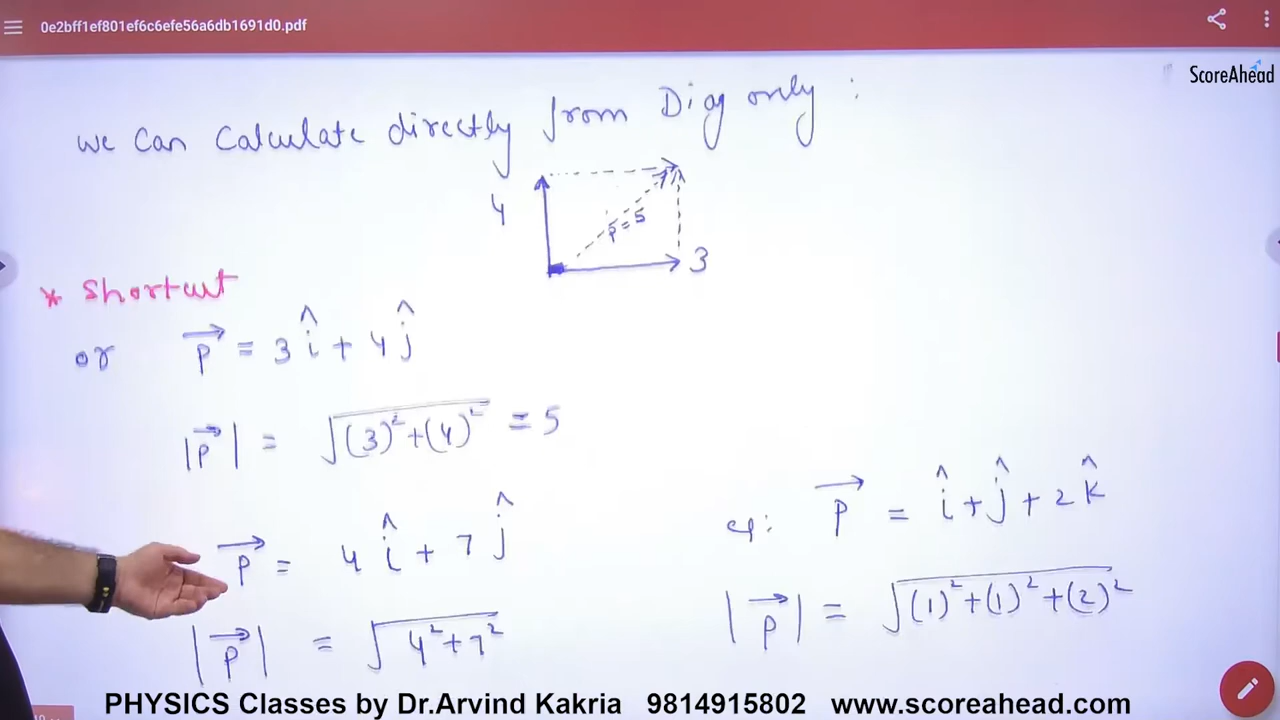 0e2bff1ef801ef6c6efe56a6db1691d0.pdf
ScoreAhead
we Can Calculate directly from Diag only :
4
P = 5
3
* Shortcut
or P⃗ = 3 î + 4 ĵ
|P⃗| = √(3)²+(4)² = 5
P⃗ = 4 î + 7 ĵ
|P⃗| = √4²+7²
eg: P⃗ = î + ĵ + 2 k̂
|P⃗| = √(1)²+(1)²+(2)²
PHYSICS Classes by Dr.Arvind Kakria 9814915802 www.scoreahead.com